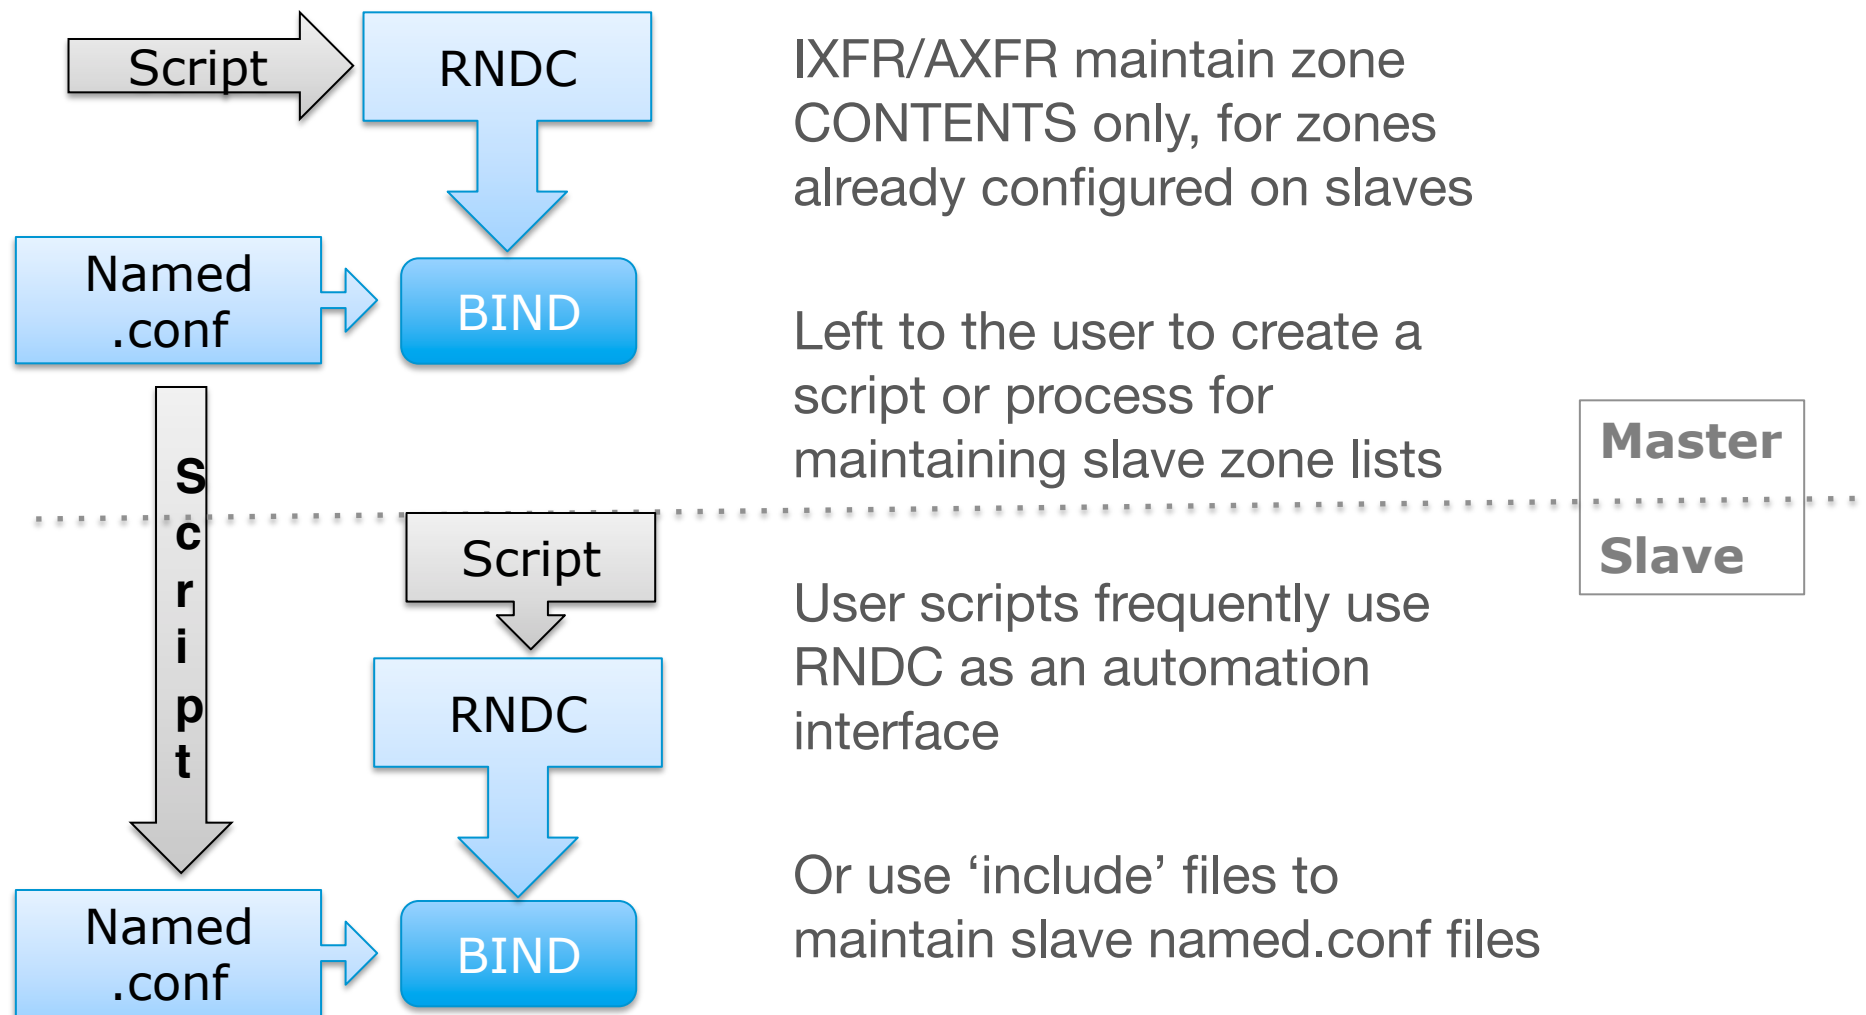 Script
RNDC
Named
.conf
BIND
Script
Script
RNDC
Named
.conf
BIND
IXFR/AXFR maintain zone
CONTENTS only, for zones
already configured on slaves
Left to the user to create a
script or process for
maintaining slave zone lists
User scripts frequently use
RNDC as an automation
interface
Or use ‘include’ files to
maintain slave named.conf files
Master
Slave